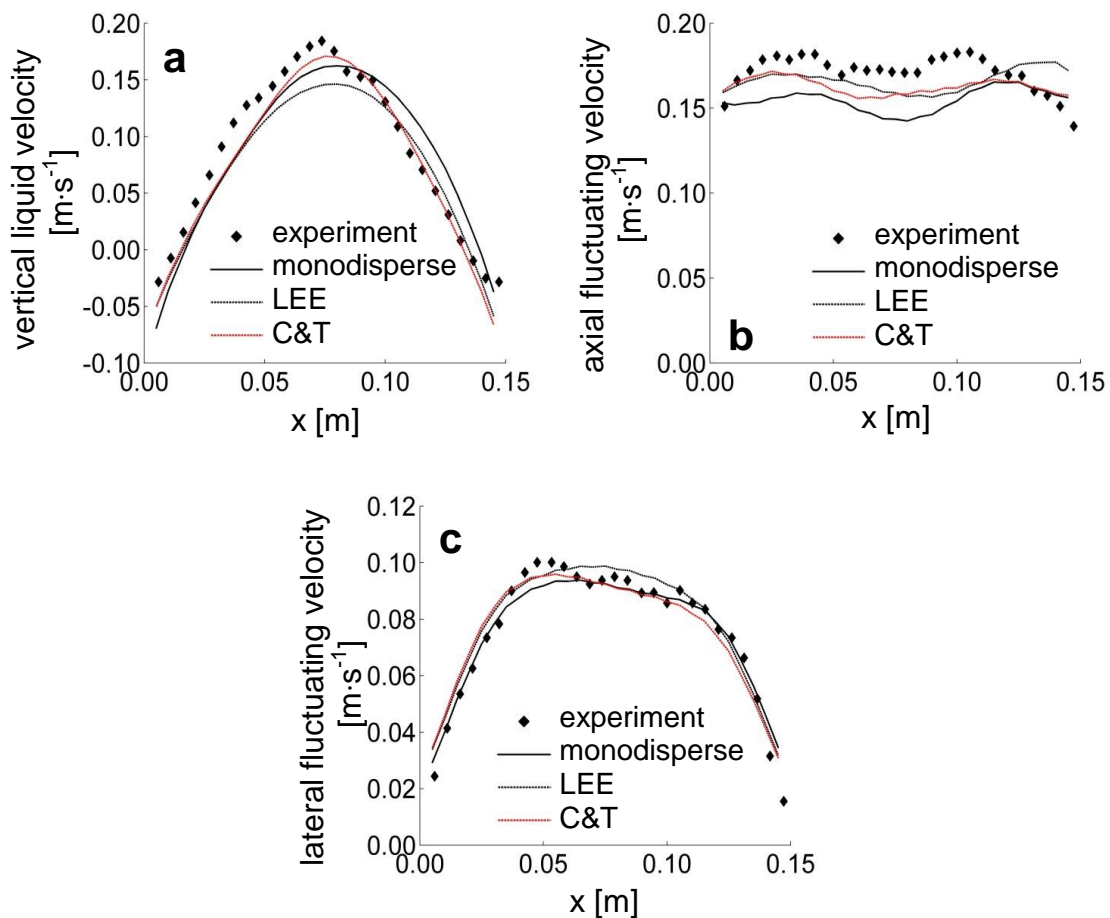 vertical liquid velocity
[m·s-1]
0.20
0.15
0.10
0.05
0.00
-0.05
-0.10
a
experiment
monodisperse
LEE
C&T
0.00
0.05
0.10
0.15
x [m]
axial fluctuating velocity
[m·s-1]
0.20
0.15
0.10
0.05
0.00
experiment
monodisperse
LEE
C&T
b
0.00
0.05
0.10
0.15
x [m]
lateral fluctuating velocity
[m·s-1]
0.12
0.10
0.08
0.06
0.04
0.02
0.00
c
experiment
monodisperse
LEE
C&T
0.00
0.05
0.10
0.15
x [m]